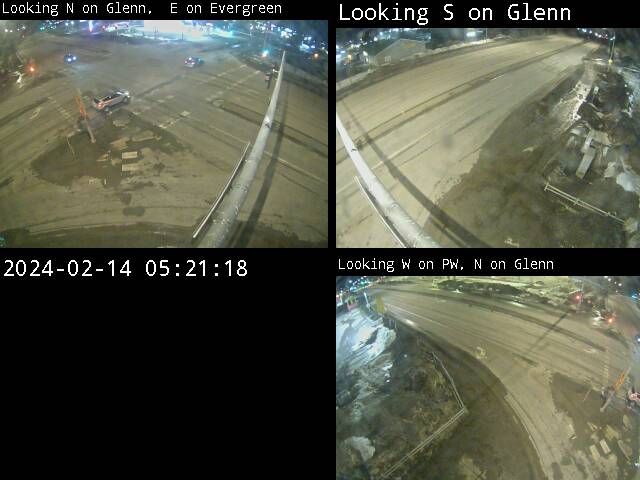 Looking N on Glenn,  E on Evergreen
Looking S on Glenn
2024-02-14 05:21:18
Looking W on PW, N on Glenn